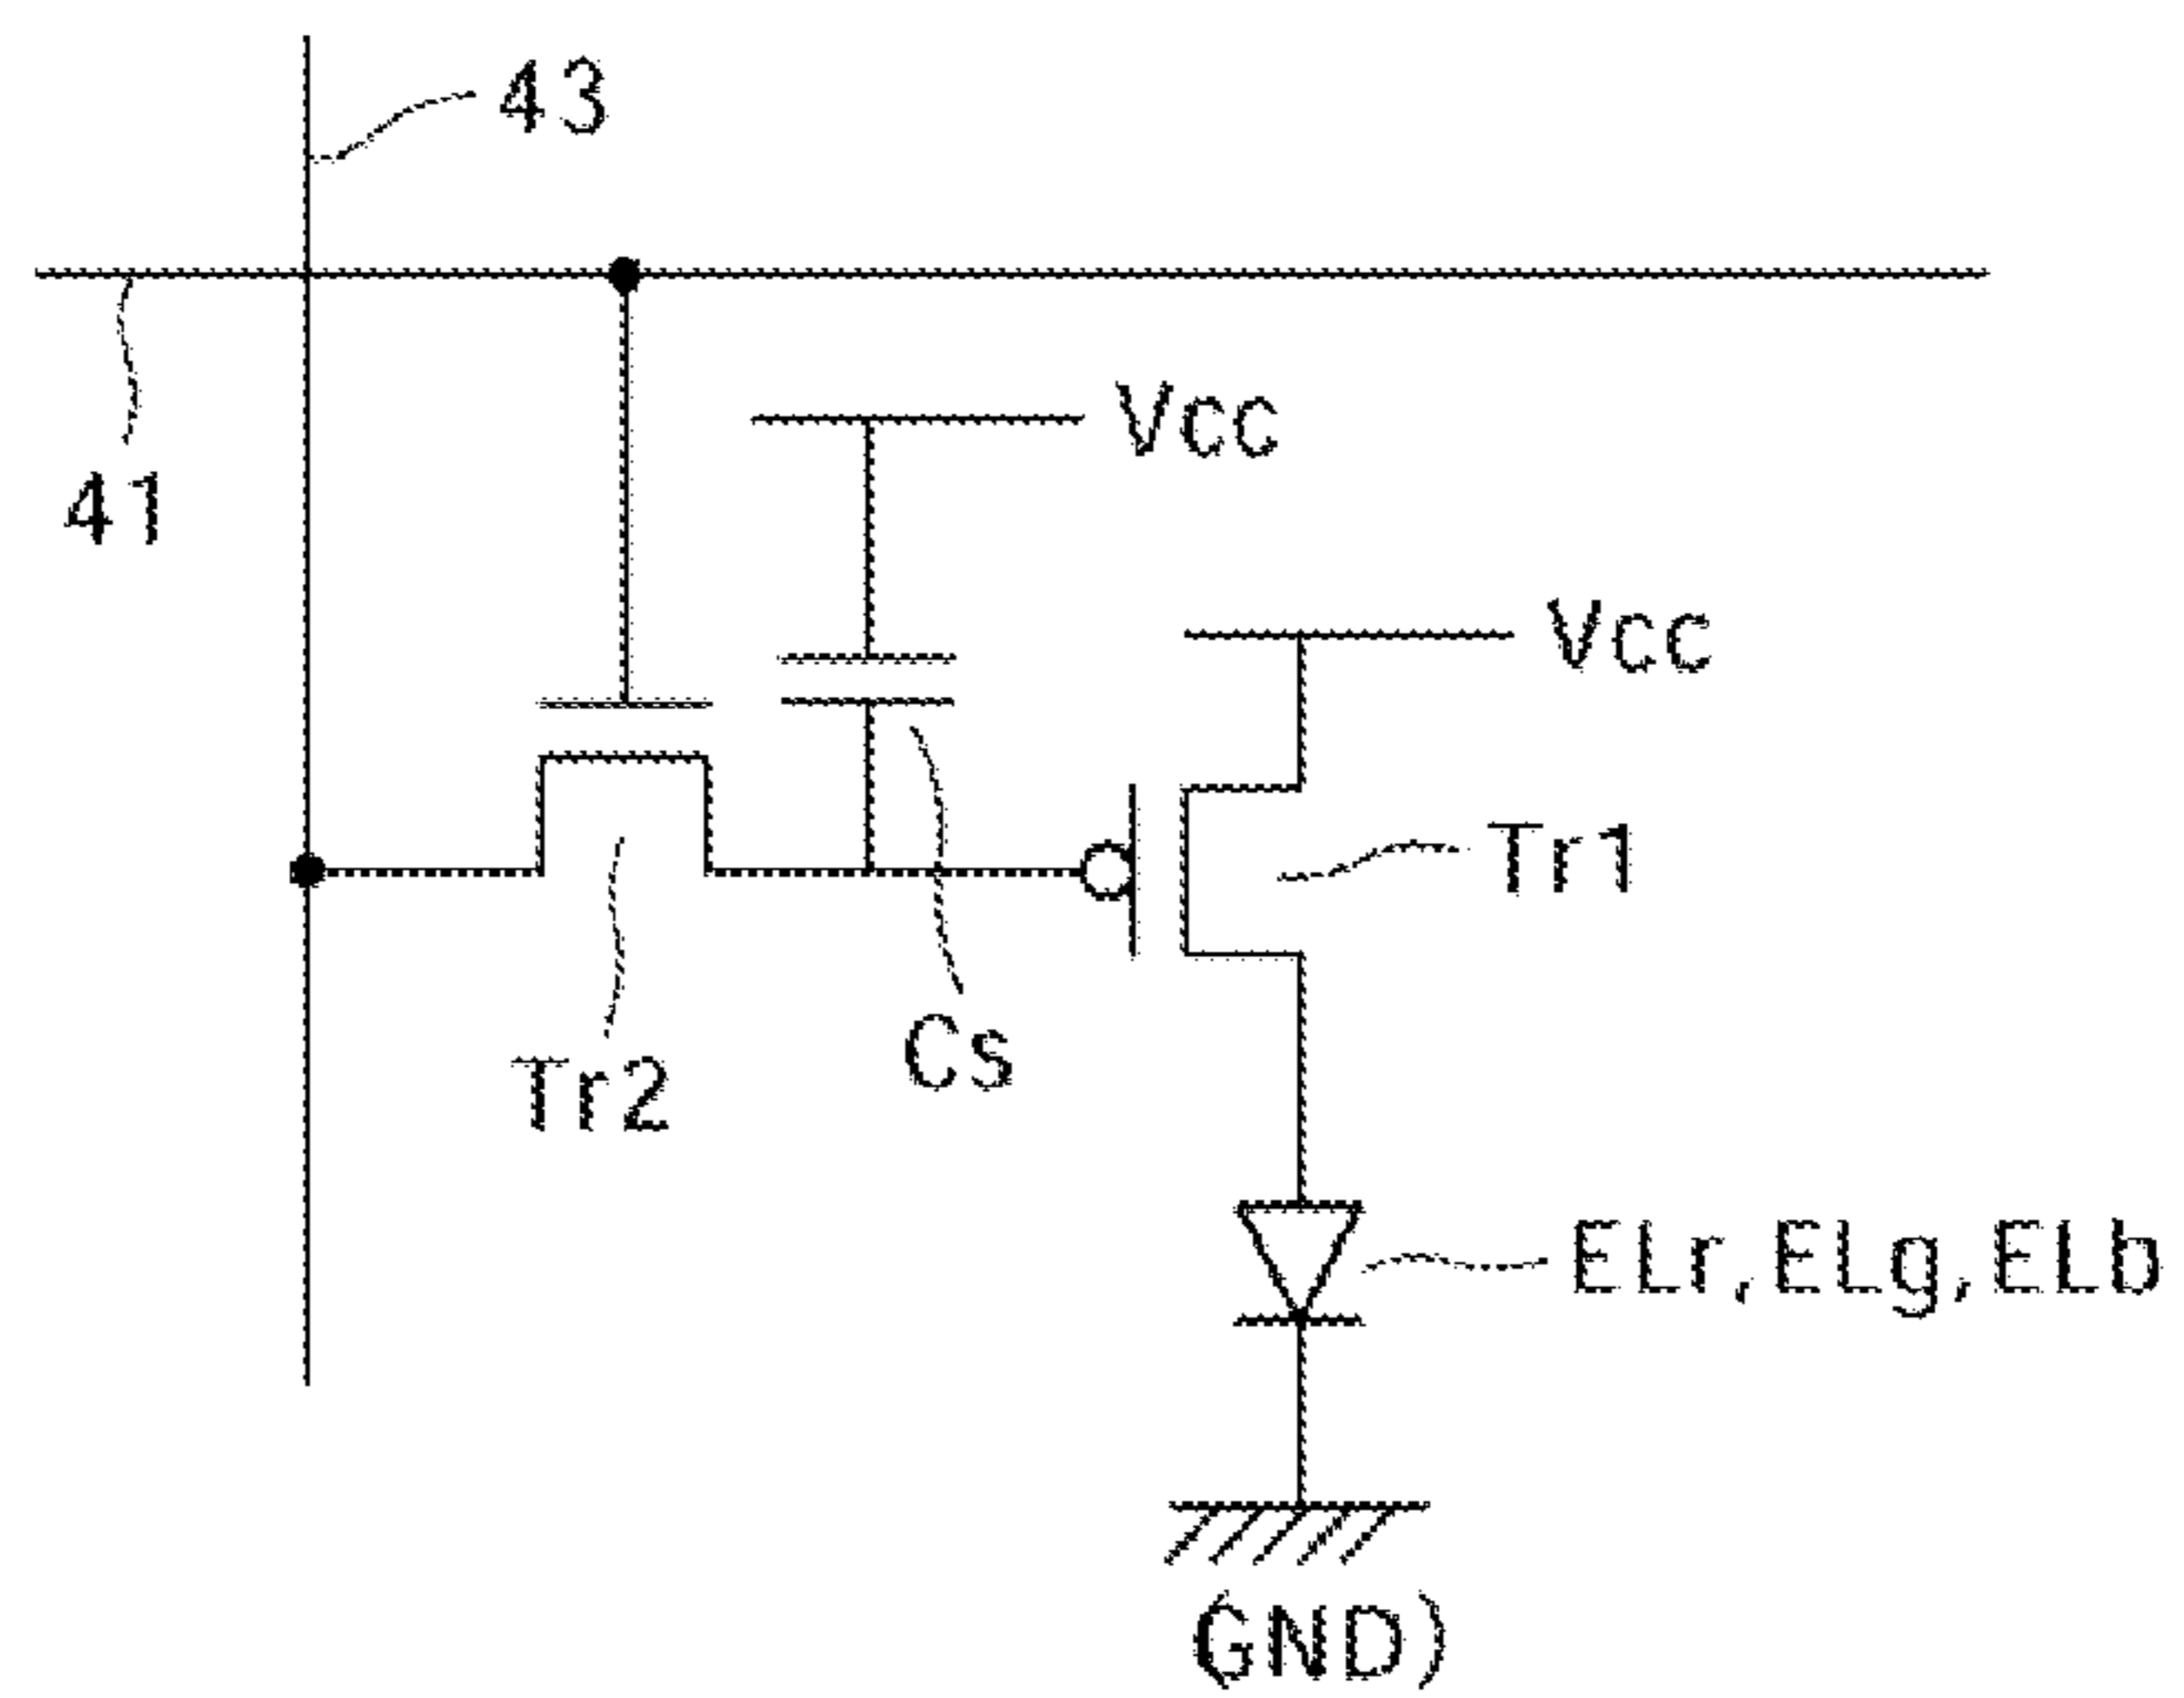 43
41
Vcc
Vcc
Tr1
Cs
Tr2
ELr,ELg,ELb
(GND)